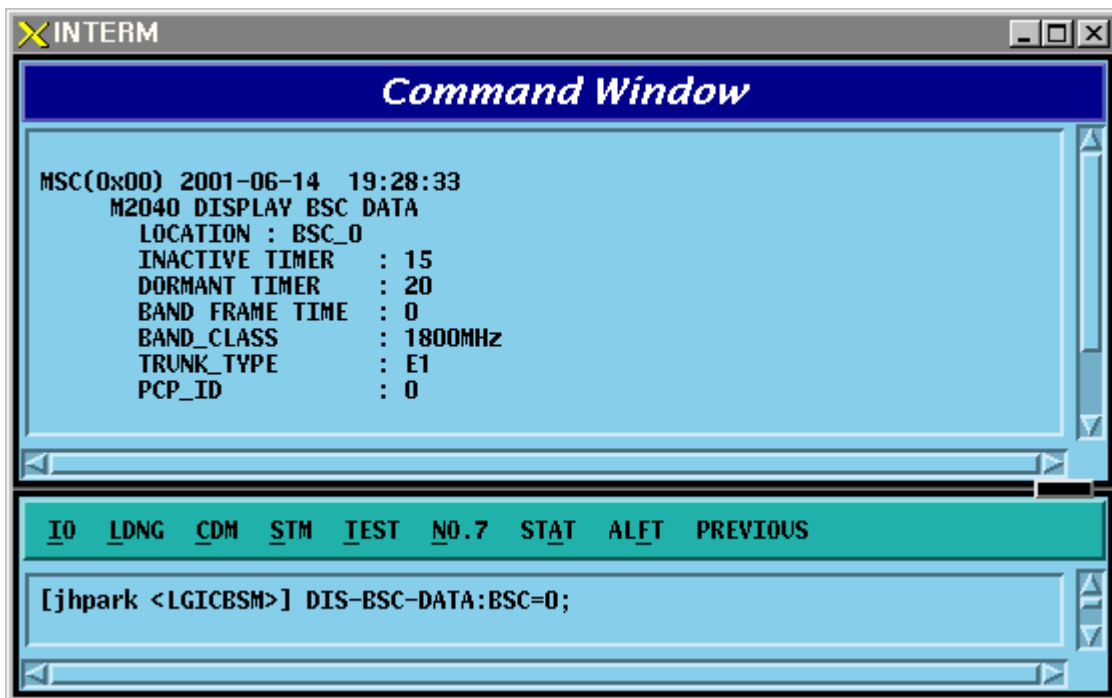 INTERM
Command Window
MSC(0x00) 2001-06-14 19:28:33
M2040 DISPLAY BSC DATA
LOCATION : BSC_0
INACTIVE TIMER : 15
DORMANT TIMER : 20
BAND FRAME TIME : 0
BAND_CLASS : 1800MHz
TRUNK_TYPE : E1
PCP_ID : 0
IO LDNG CDM STM TEST NO.7 STAT ALFT PREVIOUS
[jhpark <LGICBSM>] DIS-BSC-DATA:BSC=0;